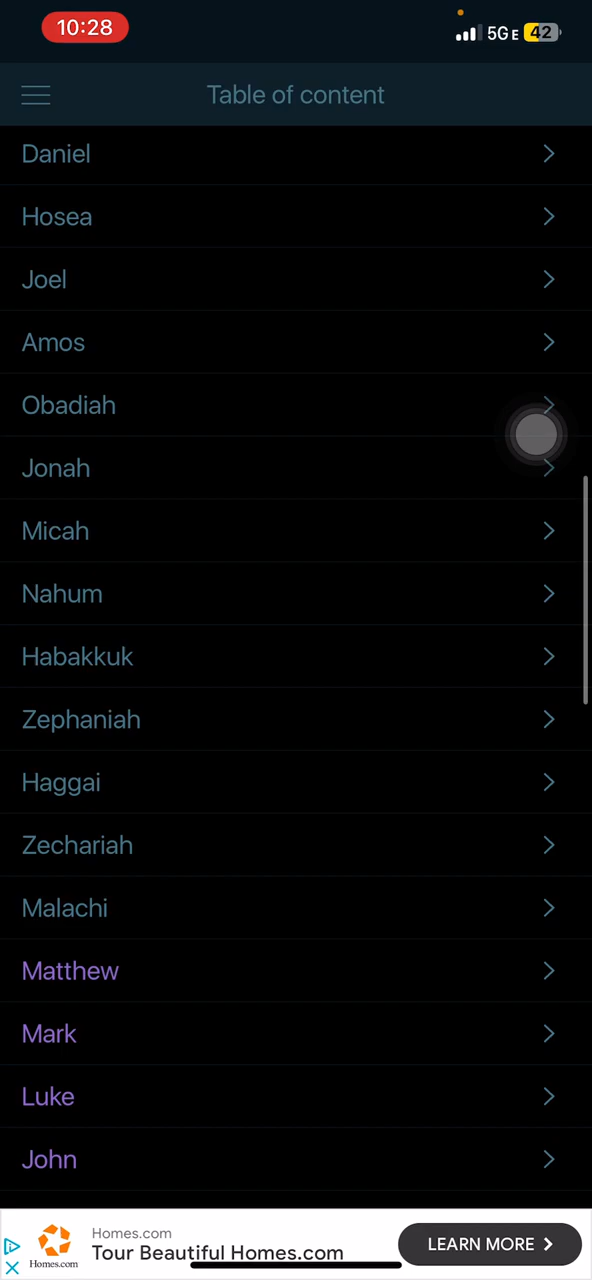 10:28
5G E 42
Table of content
Daniel
Hosea
Joel
Amos
Obadiah
Jonah
Micah
Nahum
Habakkuk
Zephaniah
Haggai
Zechariah
Malachi
Matthew
Mark
Luke
John
Homes.com
Homes.com
Tour Beautiful Homes.com
LEARN MORE